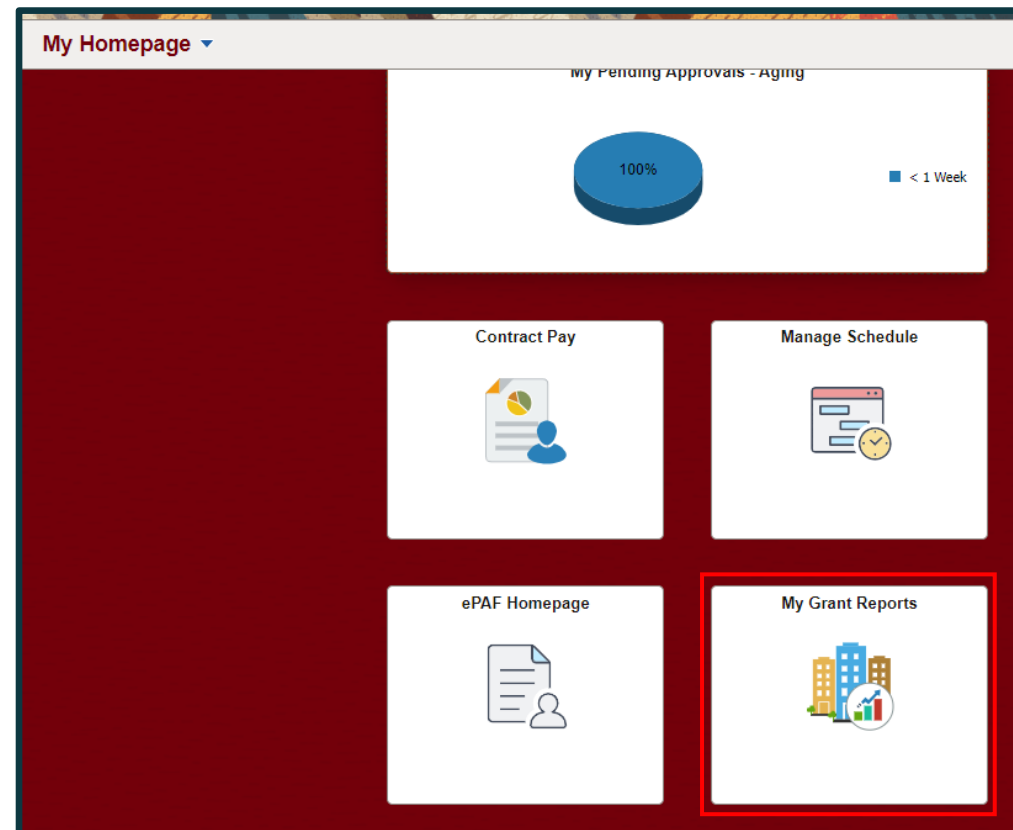 My Homepage
My Pending Approvals - Aging
100%
< 1 Week
Contract Pay
Manage Schedule
ePAF Homepage
My Grant Reports